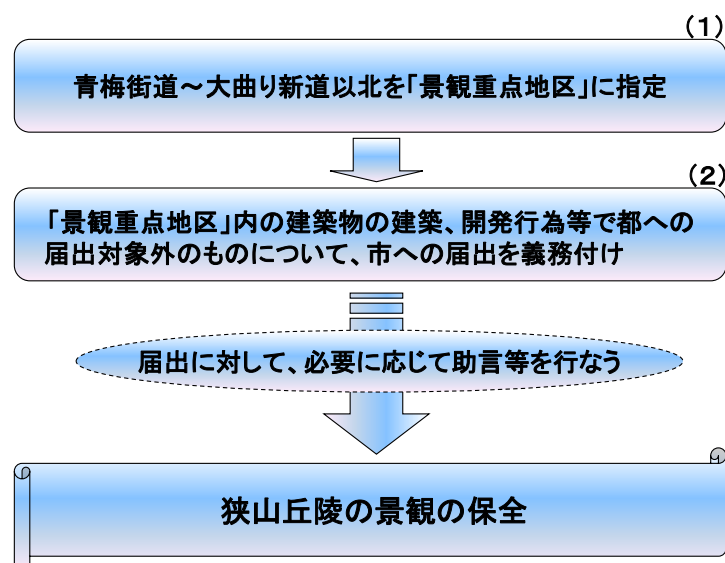 (1)
青梅街道～大曲り新道以北を「景観重点地区」に指定
(2)
「景観重点地区」内の建築物の建築、開発行為等で都への
届出対象外のものについて、市への届出を義務付け
届出に対して、必要に応じて助言等を行なう
狭山丘陵の景観の保全